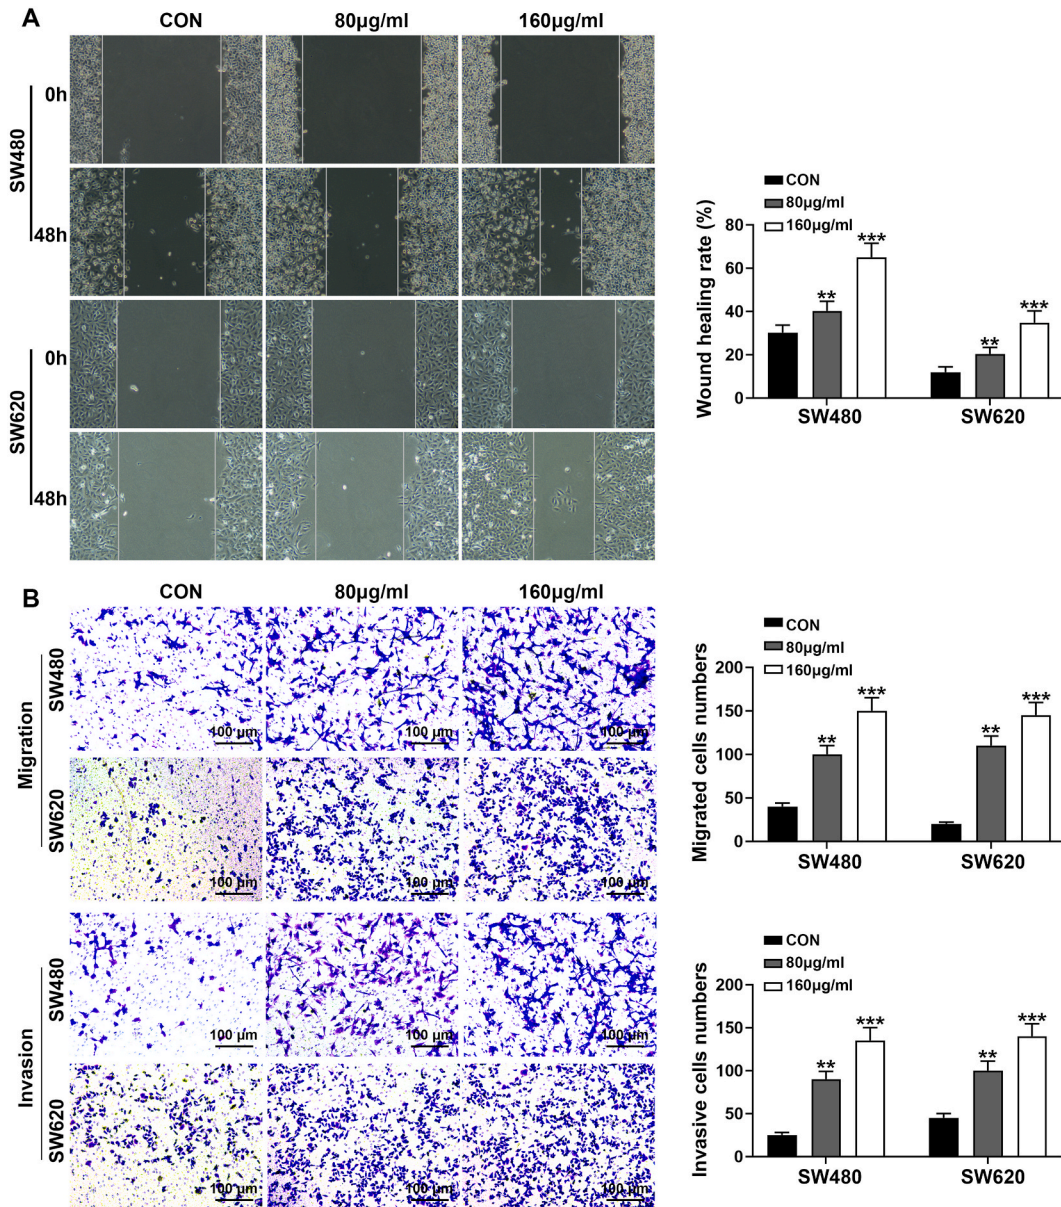 A
CON
80µg/ml
160µg/ml
SW480
0h
48h
SW620
0h
48h
CON
80µg/ml
160µg/ml
Wound healing rate (%)
80
60
40
20
0
**
***
**
***
SW480
SW620
B
CON
80µg/ml
160µg/ml
Migration
SW480
100 µm
100 µm
100 µm
SW620
100 µm
100 µm
100 µm
Invasion
SW480
100 µm
100 µm
100 µm
SW620
100 µm
100 µm
100 µm
CON
80µg/ml
160µg/ml
Migrated cells numbers
200
150
100
50
0
**
***
**
***
SW480
SW620
CON
80µg/ml
160µg/ml
Invasive cells numbers
200
150
100
50
0
**
***
**
***
SW480
SW620